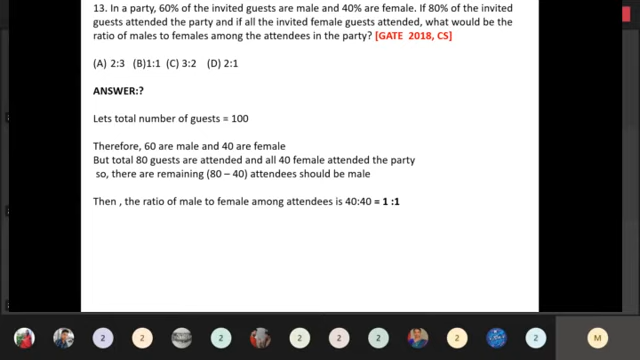 13. In a party, 60% of the invited guests are male and 40% are female. If 80% of the invited
guests attended the party and if all the invited female guests attended, what would be the
ratio of males to females among the attendees in the party? [GATE 2018, CS]
(A) 2:3 (B)1:1 (C) 3:2 (D) 2:1
ANSWER:?
Lets total number of guests = 100
Therefore, 60 are male and 40 are female
But total 80 guests are attended and all 40 female attended the party
so, there are remaining (80 – 40) attendees should be male
Then , the ratio of male to female among attendees is 40:40 = 1 :1
2 2 2 2 2 2 2 M